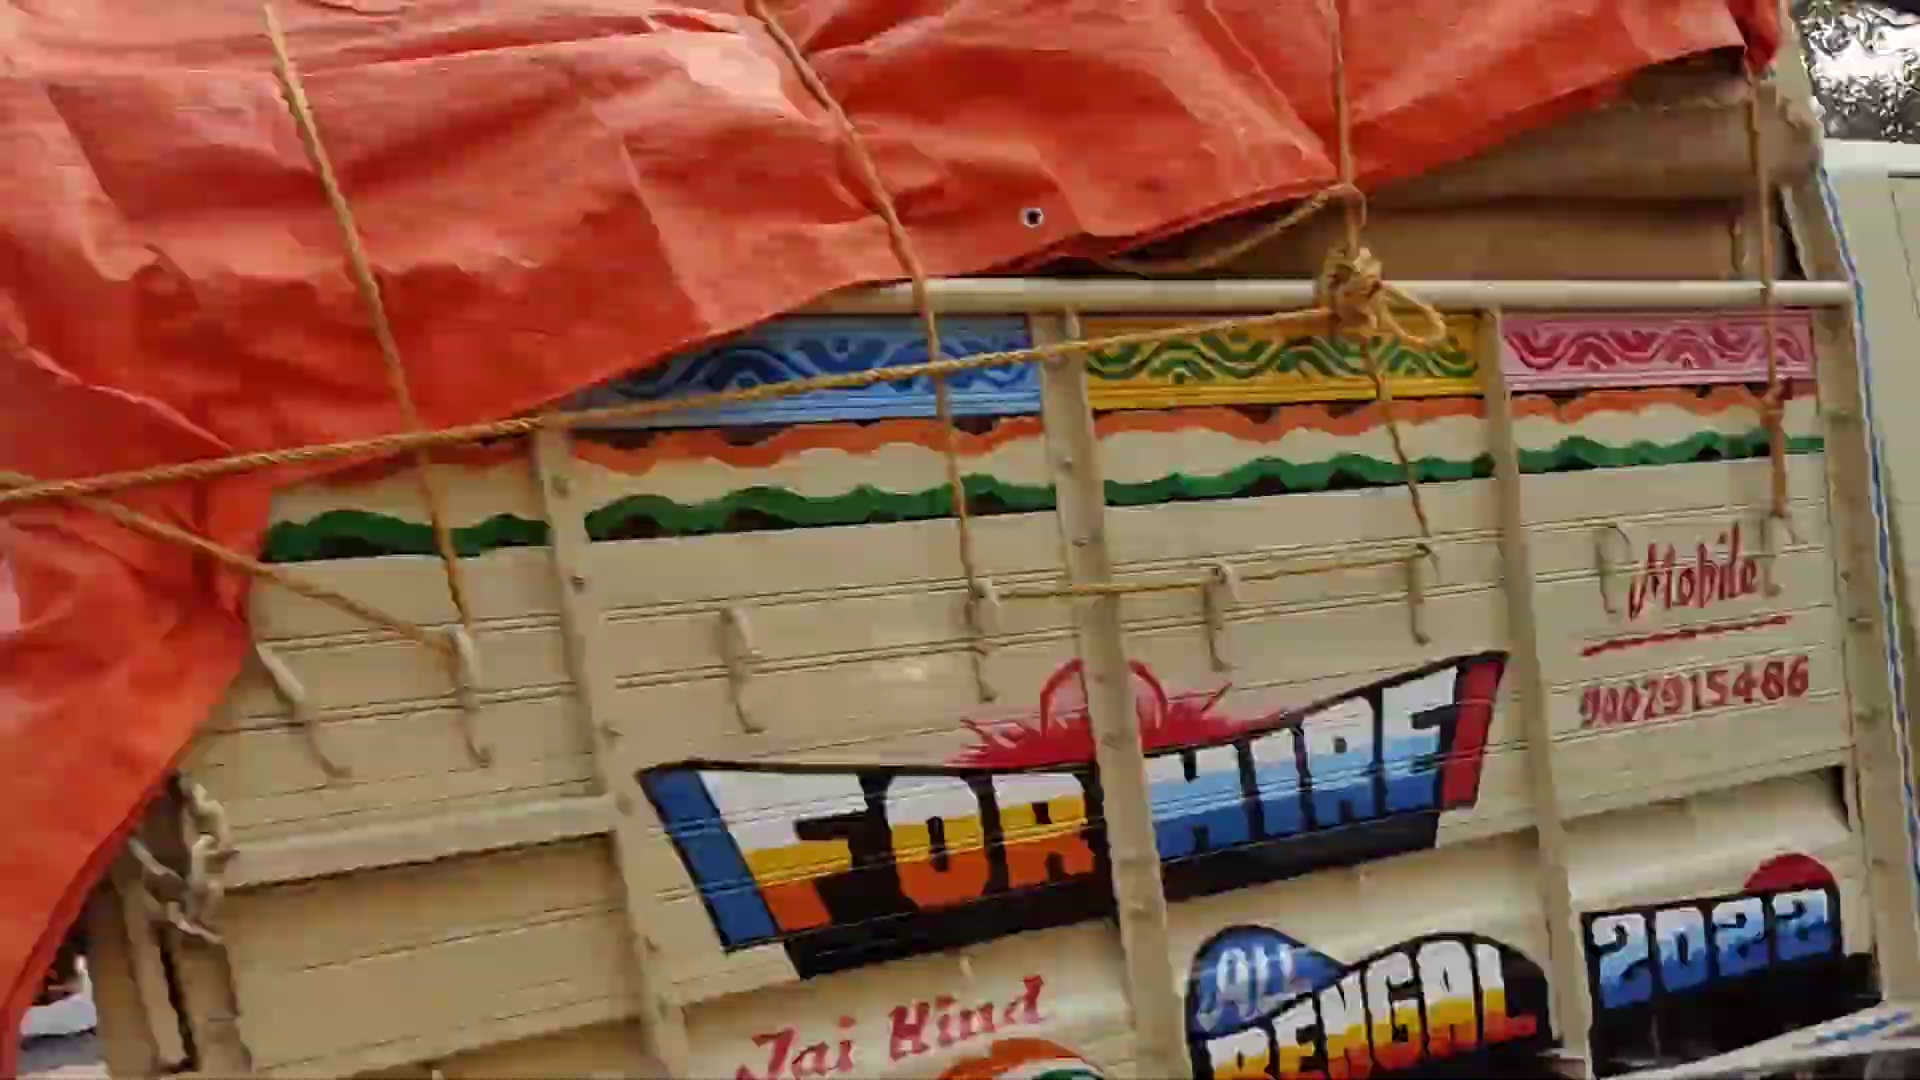 Mobile
9002915486
FOR HIRE
ALL
BENGAL
2022
Jai Hind